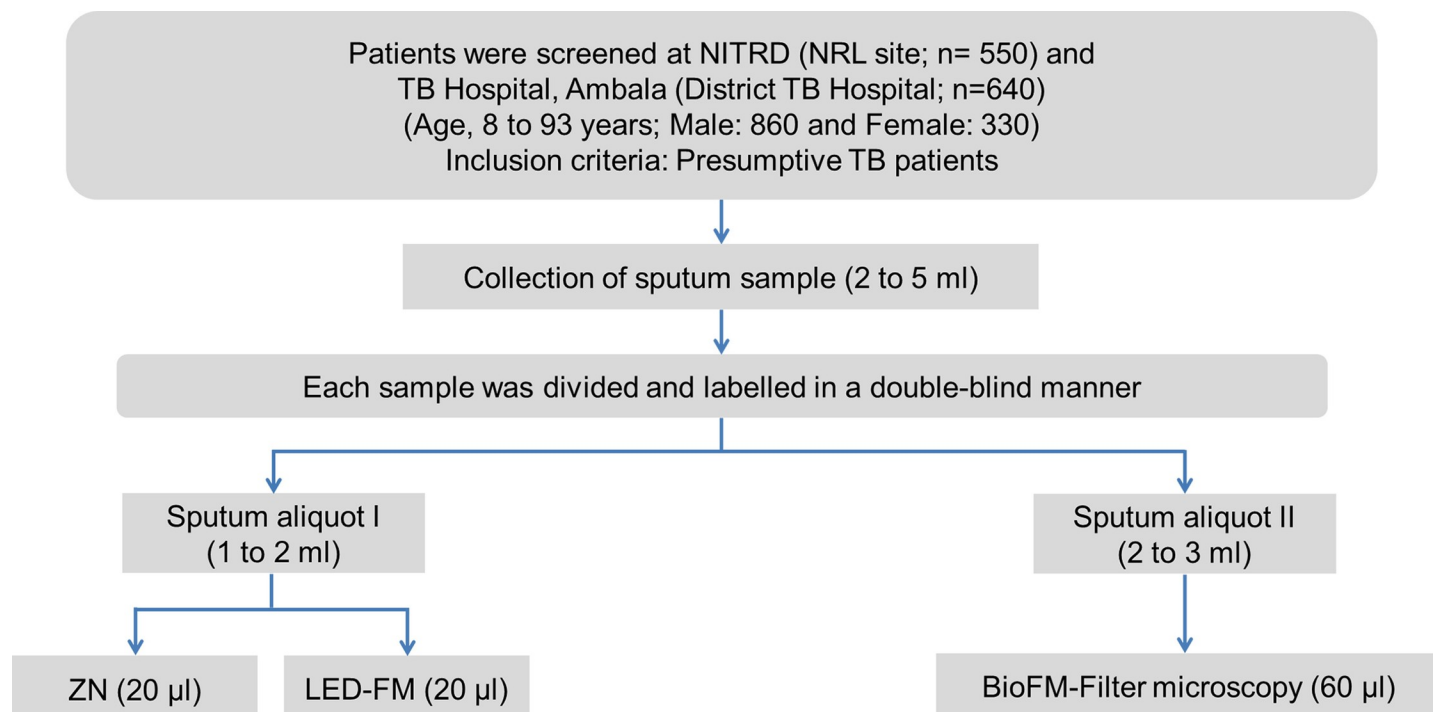 Patients were screened at NITRD (NRL site; n= 550) and
TB Hospital, Ambala (District TB Hospital; n=640)
(Age, 8 to 93 years; Male: 860 and Female: 330)
Inclusion criteria: Presumptive TB patients
Collection of sputum sample (2 to 5 ml)
Each sample was divided and labelled in a double-blind manner
Sputum aliquot I
(1 to 2 ml)
Sputum aliquot II
(2 to 3 ml)
ZN (20 µl)
LED-FM (20 µl)
BioFM-Filter microscopy (60 µl)